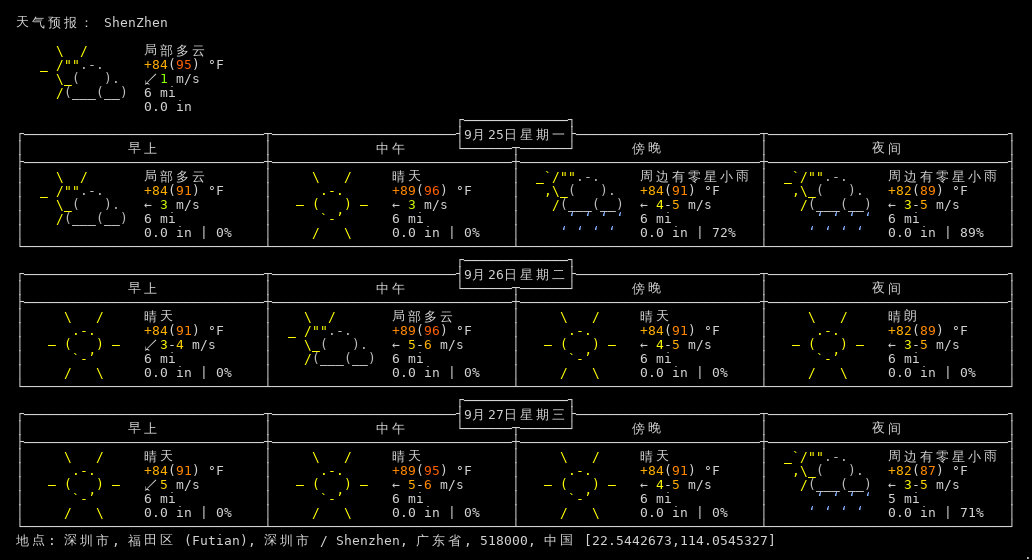 天气预报： ShenZhen
局部多云
+84(95) °F
↙1 m/s
6 mi
0.0 in
9月25日星期一
早上 中午 傍晚 夜间
局部多云 晴天 周边有零星小雨 周边有零星小雨
+84(91) °F +89(96) °F +84(91) °F +82(89) °F
← 3 m/s ← 3 m/s ← 4-5 m/s ← 3-5 m/s
6 mi 6 mi 6 mi 6 mi
0.0 in | 0% 0.0 in | 0% 0.0 in | 72% 0.0 in | 89%
9月26日星期二
早上 中午 傍晚 夜间
晴天 局部多云 晴天 晴朗
+84(91) °F +89(96) °F +84(91) °F +82(89) °F
↙3-4 m/s ← 5-6 m/s ← 4-5 m/s ← 3-5 m/s
6 mi 6 mi 6 mi 6 mi
0.0 in | 0% 0.0 in | 0% 0.0 in | 0% 0.0 in | 0%
9月27日星期三
早上 中午 傍晚 夜间
晴天 晴天 晴天 周边有零星小雨
+84(91) °F +89(95) °F +84(91) °F +82(87) °F
↙5 m/s ← 5-6 m/s ← 4-5 m/s ← 3-5 m/s
6 mi 6 mi 6 mi 5 mi
0.0 in | 0% 0.0 in | 0% 0.0 in | 0% 0.0 in | 71%
地点: 深圳市, 福田区 (Futian), 深圳市 / Shenzhen, 广东省, 518000, 中国 [22.5442673,114.0545327]